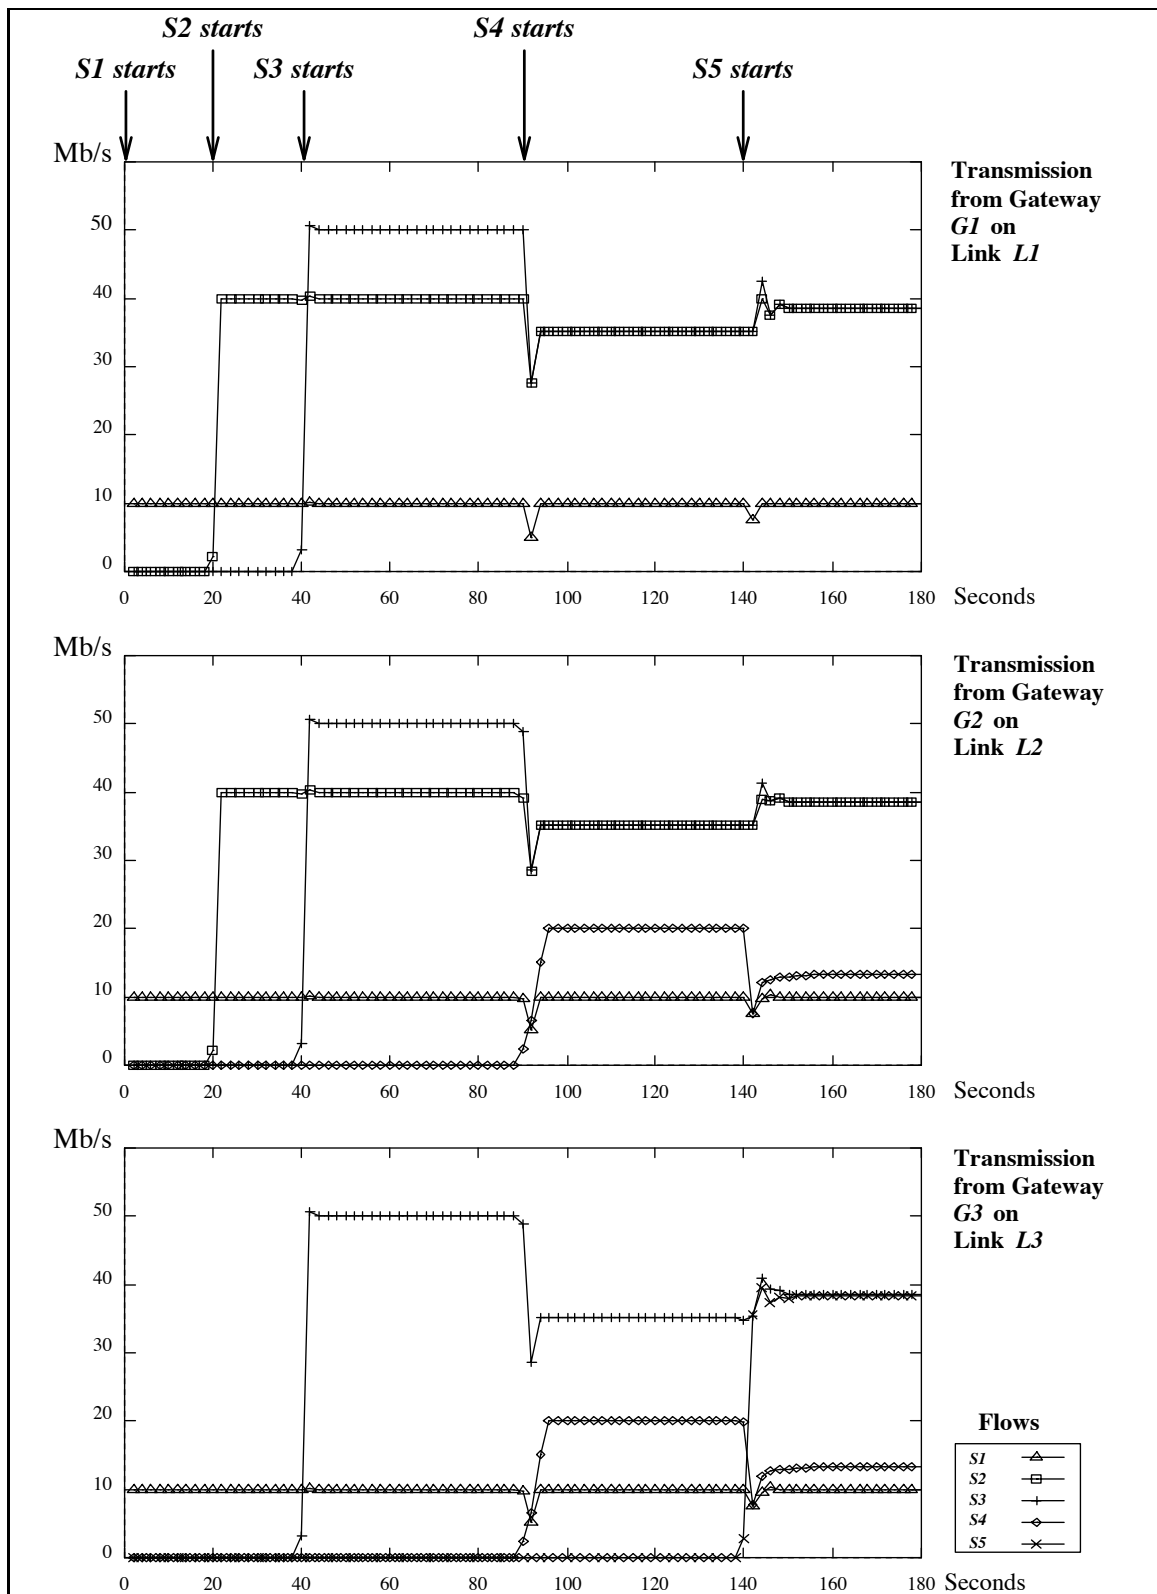 S2 starts
S4 starts
S1 starts
S3 starts
S5 starts
Mb/s
Transmission
from Gateway
G1 on
Link L1
50
40
30
20
10
0
0 20 40 60 80 100 120 140 160 180 Seconds
Mb/s
Transmission
from Gateway
G2 on
Link L2
50
40
30
20
10
0
0 20 40 60 80 100 120 140 160 180 Seconds
Mb/s
Transmission
from Gateway
G3 on
Link L3
50
40
30
20
10
0
Flows
S1
S2
S3
S4
S5
0 20 40 60 80 100 120 140 160 180 Seconds